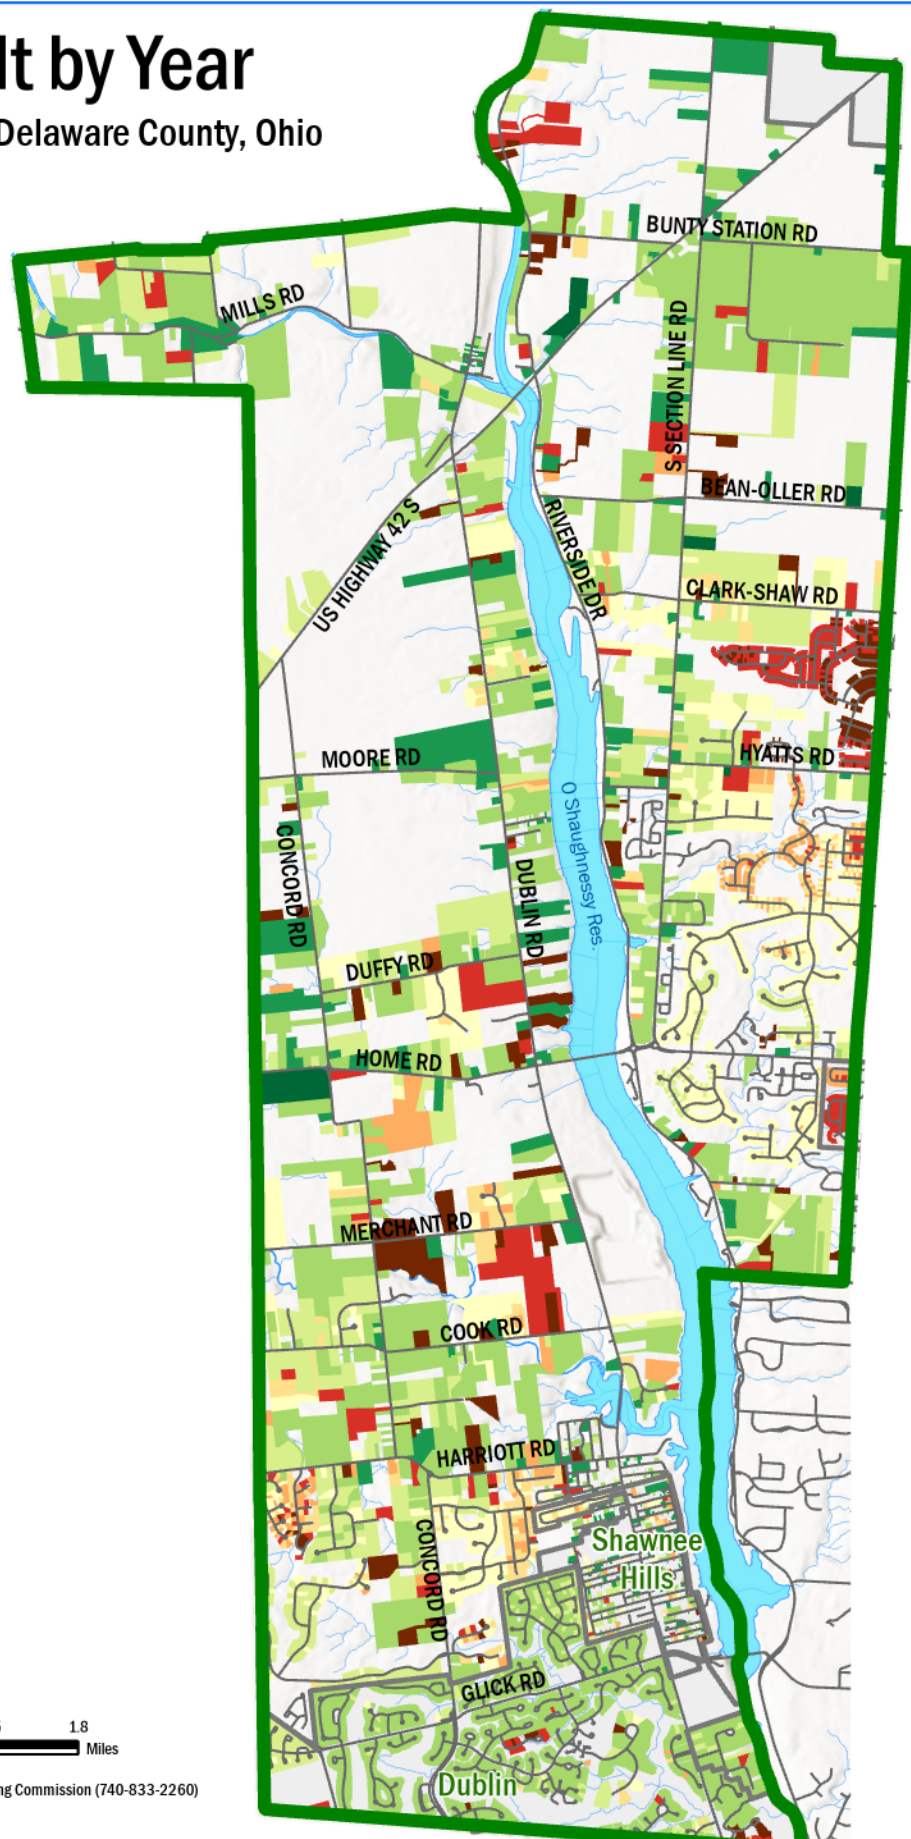 lt by Year
Delaware County, Ohio
BUNTY STATION RD
MILLS RD
S SECTION LINE RD
BEAN-OLLER RD
US HIGHWAY 42 S
RIVERSIDE DR
CLARK-SHAW RD
MOORE RD
HYATTS RD
O Shaughnessy Res.
CONCORD RD
DUBLIN RD
DUFFY RD
HOME RD
MERCHANT RD
COOK RD
HARRIOTT RD
CONCORD RD
Shawnee
Hills
GLICK RD
1.8
Miles
ng Commission (740-833-2260)
Dublin